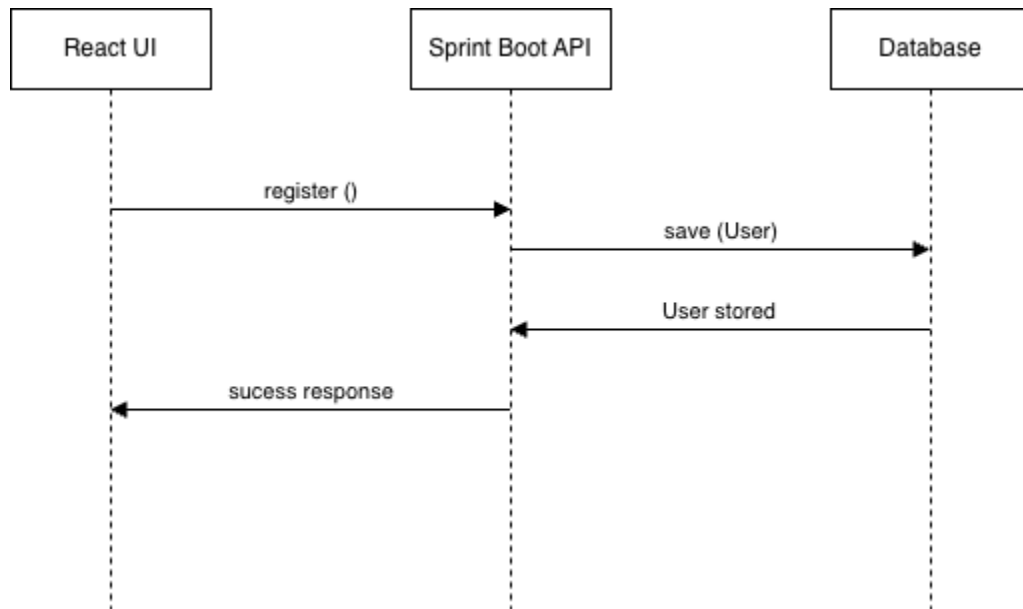 React UI
Sprint Boot API
Database
register ()
save (User)
User stored
sucess response